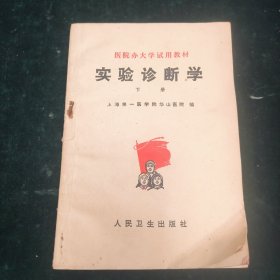 医院办大学试用教材
实验诊断学
下册
上海第一医学院华山医院 编
人民卫生出版社